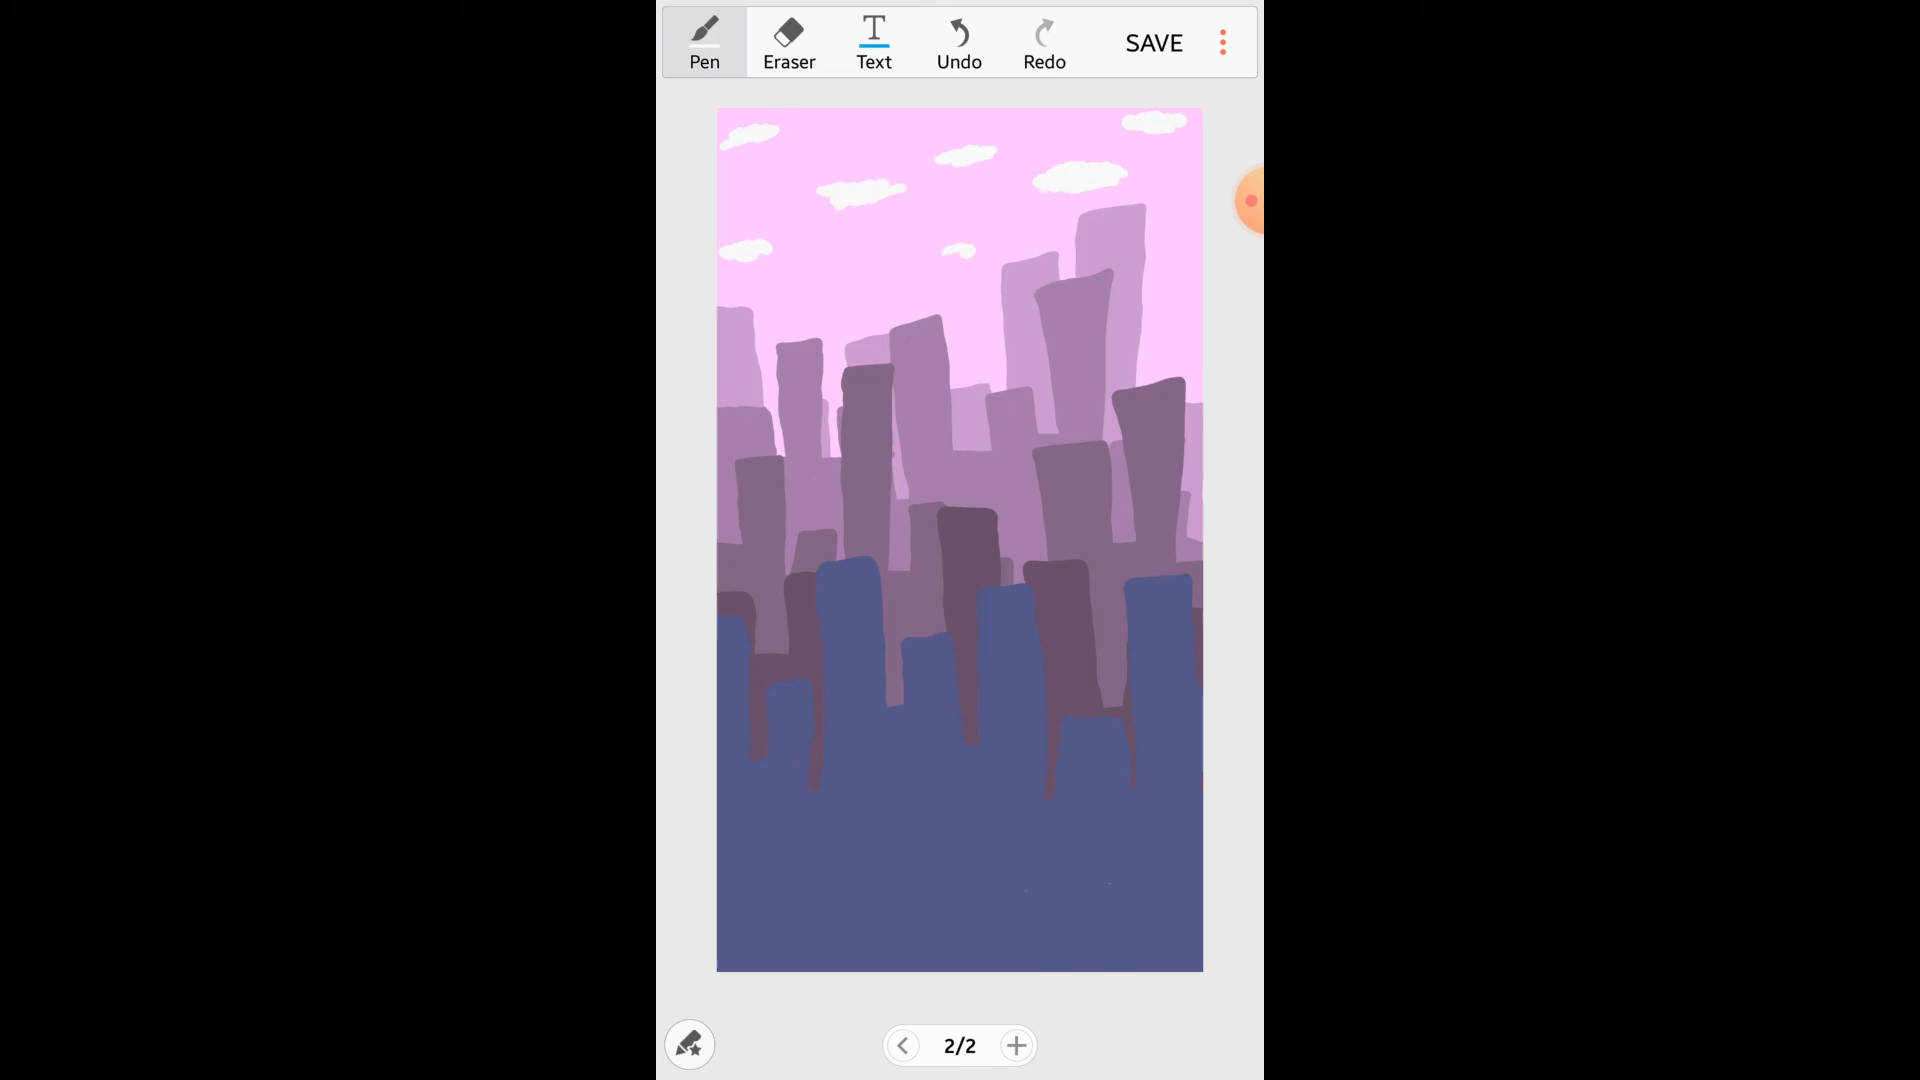 Pen
Eraser
Text
Undo
Redo
SAVE
2/2